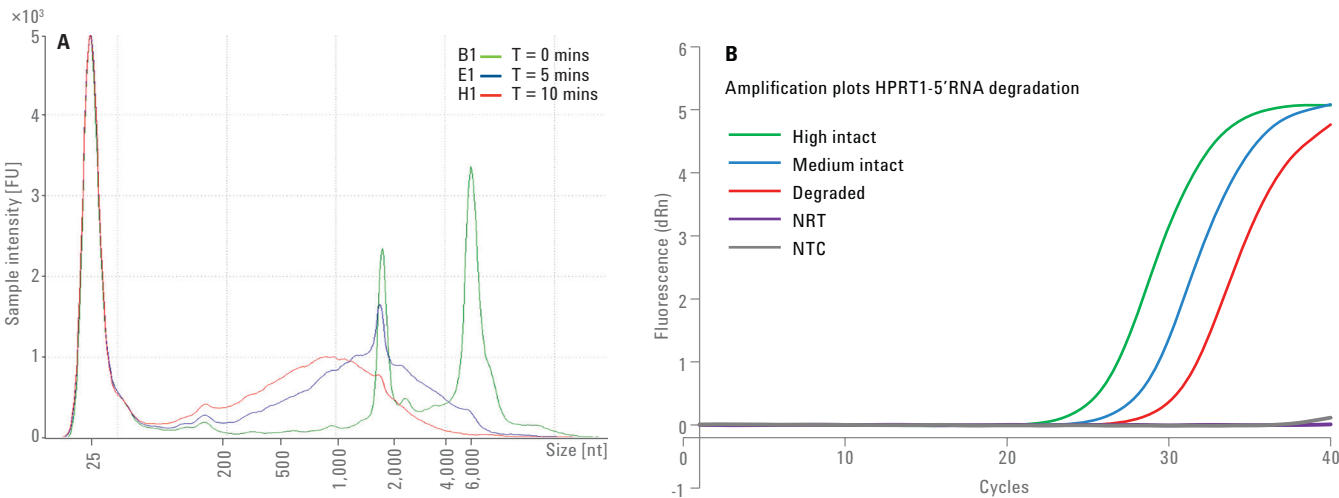 ×10³
A
B1 T = 0 mins
E1 T = 5 mins
H1 T = 10 mins
5
4
3
2
1
0
Sample intensity [FU]
25
200
500
1,000
2,000
4,000
6,000
Size [nt]
B
Amplification plots HPRT1-5′RNA degradation
High intact
Medium intact
Degraded
NRT
NTC
6
5
4
3
2
1
0
-1
Fluorescence (dRn)
0 10 20 30 40
Cycles